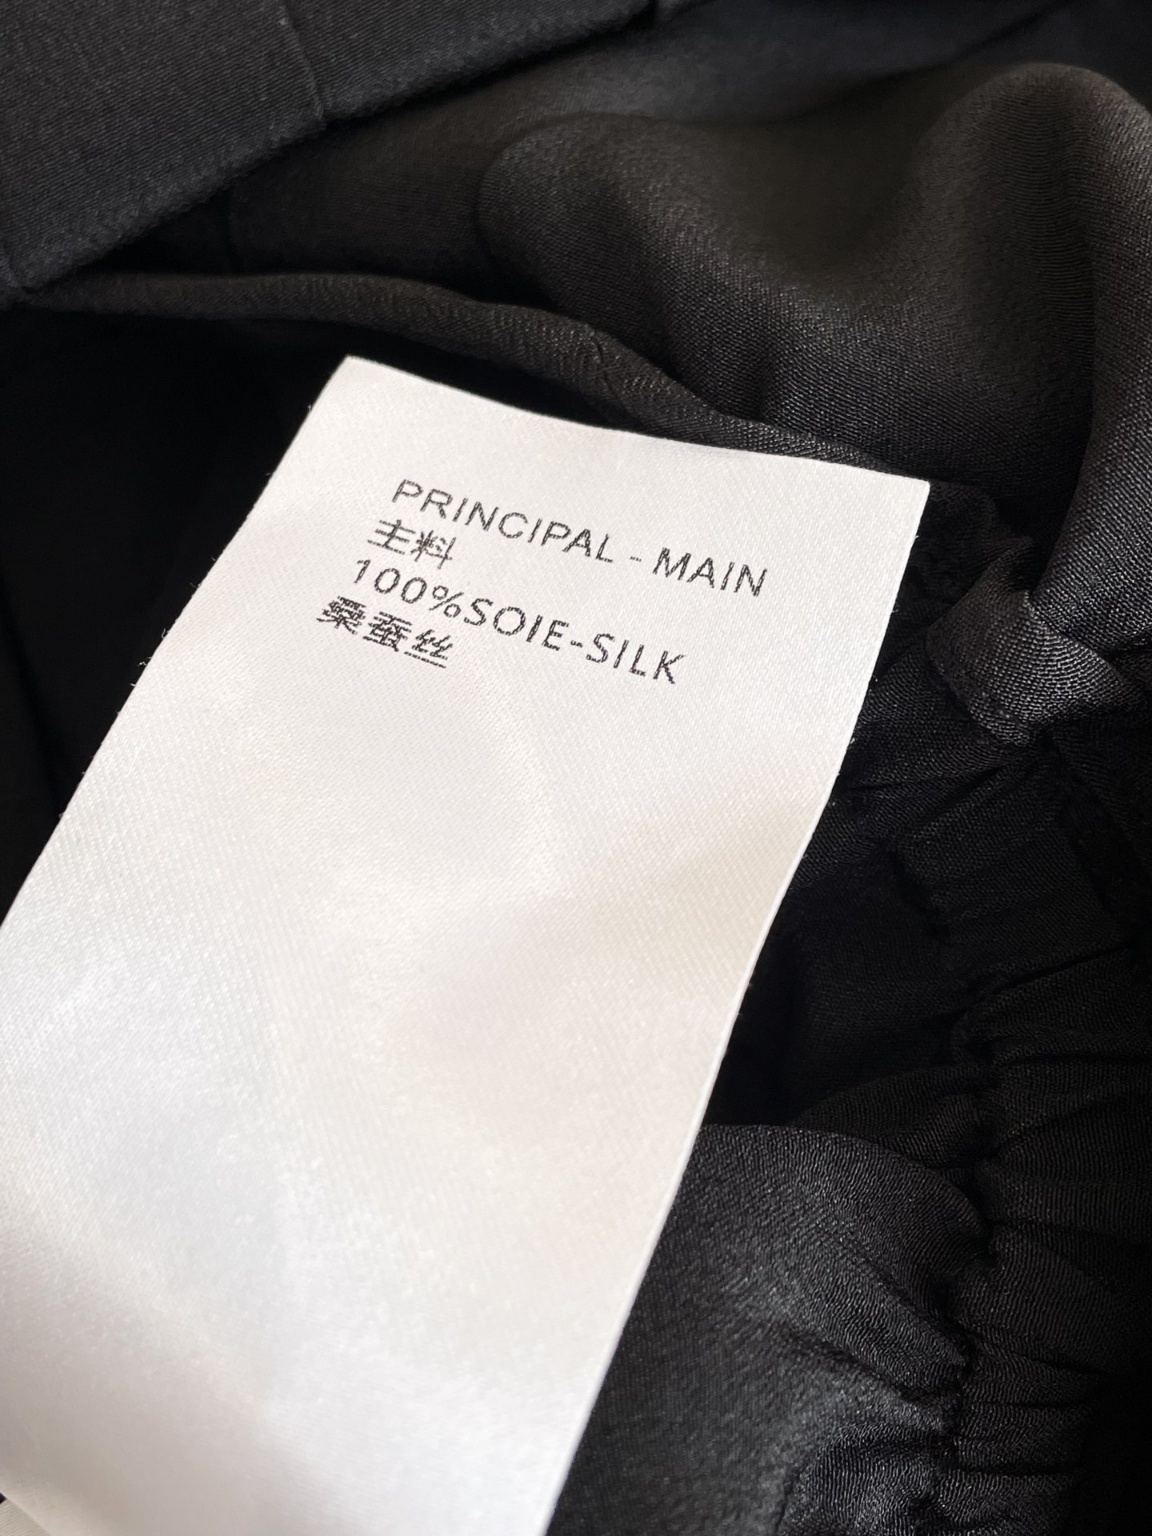 PRINCIPAL - MAIN
主料
100%SOIE-SILK
桑蚕丝